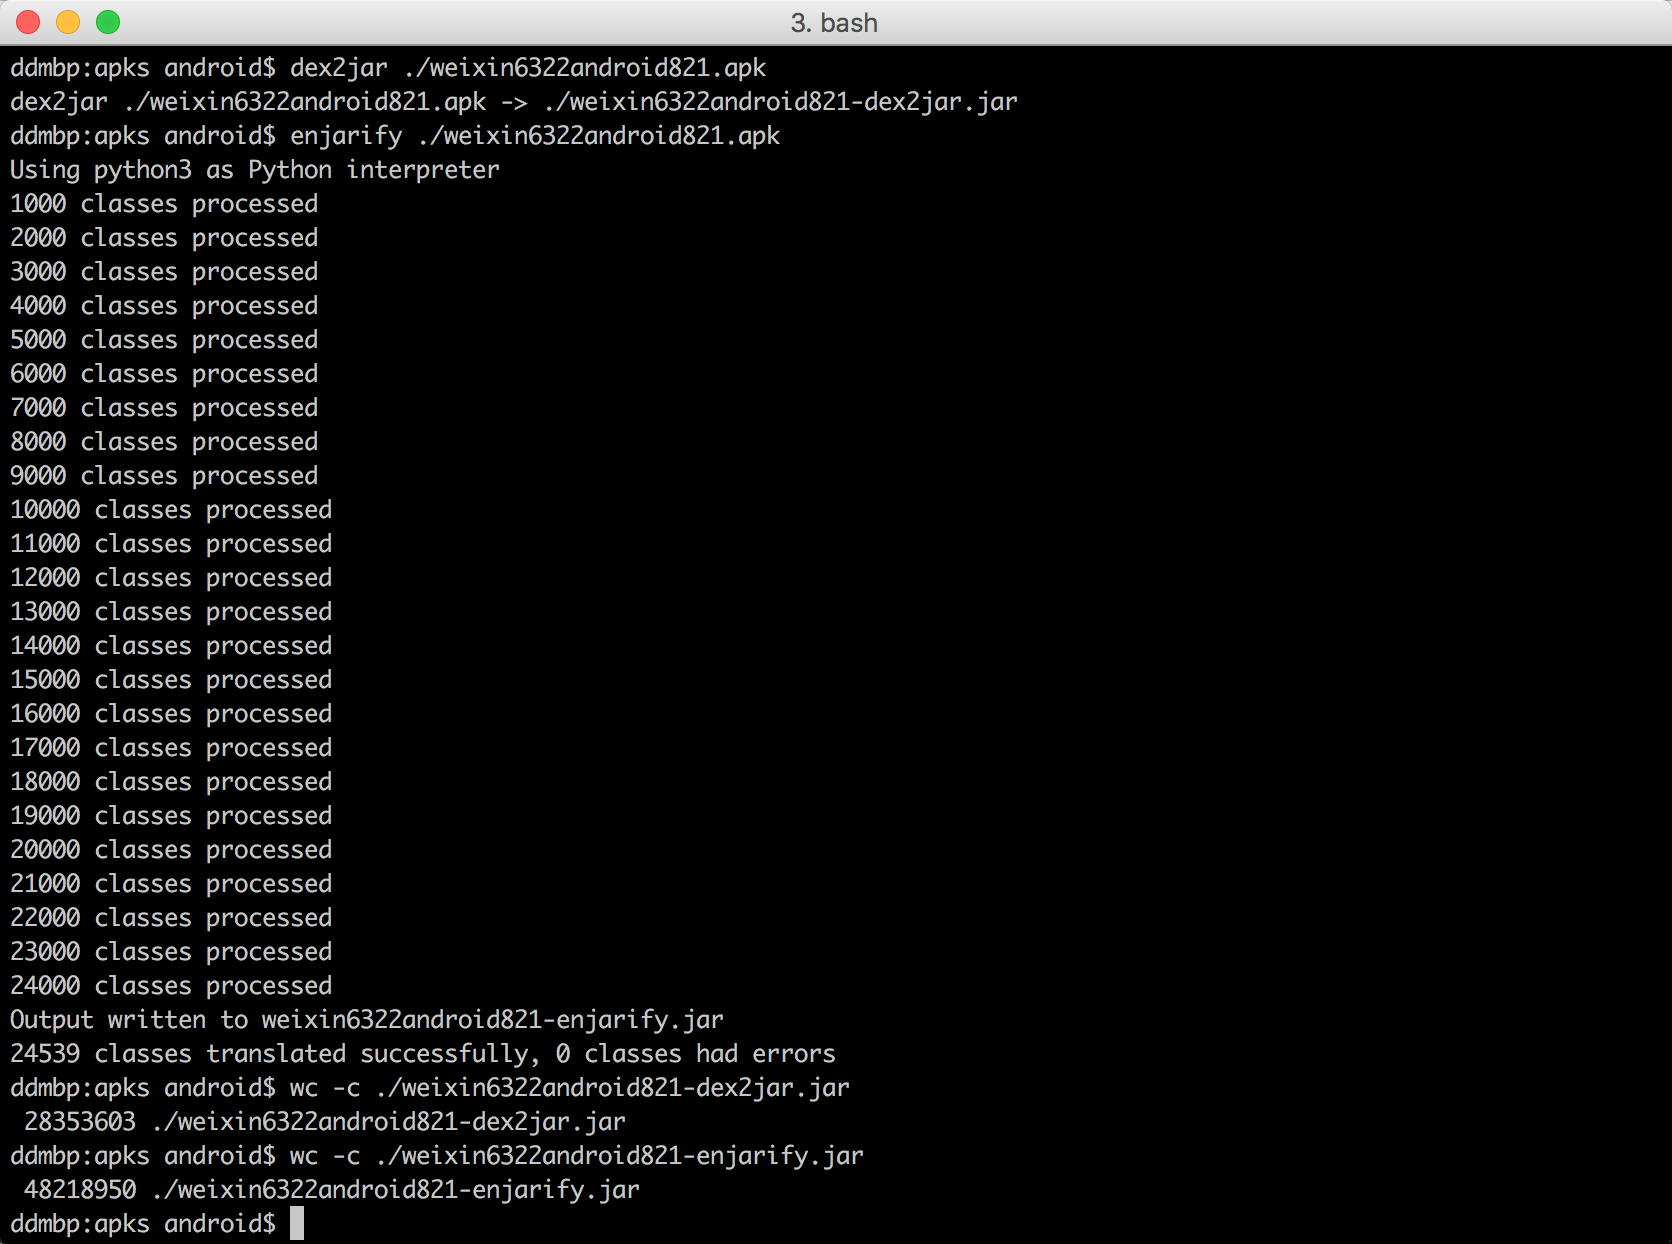 3. bash
ddmbp:apks android$ dex2jar ./weixin6322android821.apk
dex2jar ./weixin6322android821.apk -> ./weixin6322android821-dex2jar.jar
ddmbp:apks android$ enjarify ./weixin6322android821.apk
Using python3 as Python interpreter
1000 classes processed
2000 classes processed
3000 classes processed
4000 classes processed
5000 classes processed
6000 classes processed
7000 classes processed
8000 classes processed
9000 classes processed
10000 classes processed
11000 classes processed
12000 classes processed
13000 classes processed
14000 classes processed
15000 classes processed
16000 classes processed
17000 classes processed
18000 classes processed
19000 classes processed
20000 classes processed
21000 classes processed
22000 classes processed
23000 classes processed
24000 classes processed
Output written to weixin6322android821-enjarify.jar
24539 classes translated successfully, 0 classes had errors
ddmbp:apks android$ wc -c ./weixin6322android821-dex2jar.jar
 28353603 ./weixin6322android821-dex2jar.jar
ddmbp:apks android$ wc -c ./weixin6322android821-enjarify.jar
 48218950 ./weixin6322android821-enjarify.jar
ddmbp:apks android$